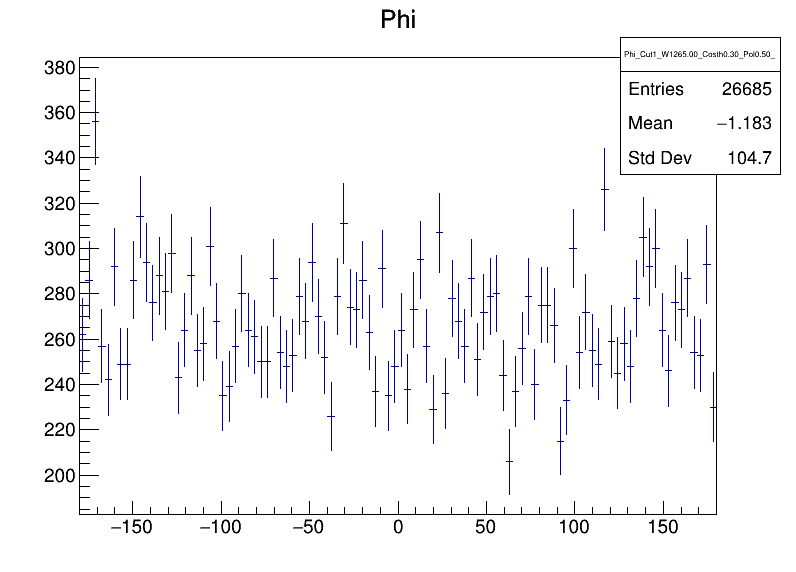 Phi
Phi_Cut1_W1265.00_Costh0.30_Pol0.50_
Entries 26685
Mean −1.183
Std Dev 104.7
380
360
340
320
300
280
260
240
220
200
−150 −100 −50 0 50 100 150